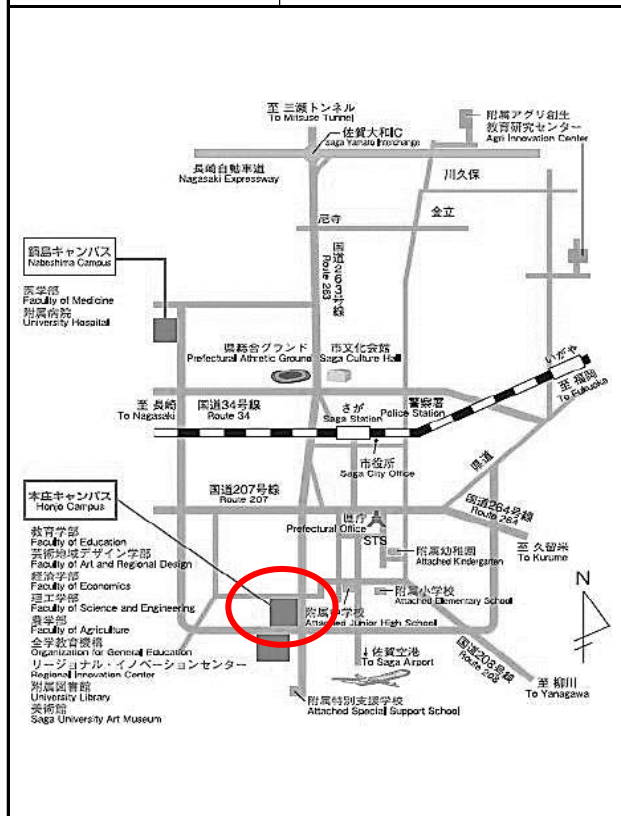 至 三瀬トンネル
To Mitsuse Tunnel
附属アグリ創生
教育研究センター
Agri Innovation Center
佐賀大和IC
Saga Yamato Interchange
長崎自動車道
Nagasaki Expressway
川久保
金立
尼寺
国道263号線
Route 263
鍋島キャンパス
Nabeshima Campus
医学部
Faculty of Medicine
附属病院
University Hospital
県総合グランド
Prefectural Athretic Ground
市文化会館
Saga Culture Hall
いがや
至 福岡
To Fukuoka
至 長崎
To Nagasaki
国道34号線
Route 34
さが
Saga Station
警察署
Police Station
市役所
Saga City Office
県道
本庄キャンパス
Honjo Campus
国道207号線
Route 207
県庁
Prefectural Office
STS
国道264号線
Route 264
至 久留米
To Kurume
教育学部
Faculty of Education
芸術地域デザイン学部
Faculty of Art and Regional Design
経済学部
Faculty of Economics
理工学部
Faculty of Science and Engineering
農学部
Faculty of Agriculture
全学教育機構
Organization for General Education
リージョナル・イノベーションセンター
Regional Innovation Center
附属図書館
University Library
美術館
Saga University Art Museum
附属幼稚園
Attached Kindergarten
附属小学校
Attached Elementary School
附属中学校
Attached Junior High School
N
↓佐賀空港
To Saga Airport
国道208号線
Route 208
至 柳川
To Yanagawa
附属特別支援学校
Attached Special Support School